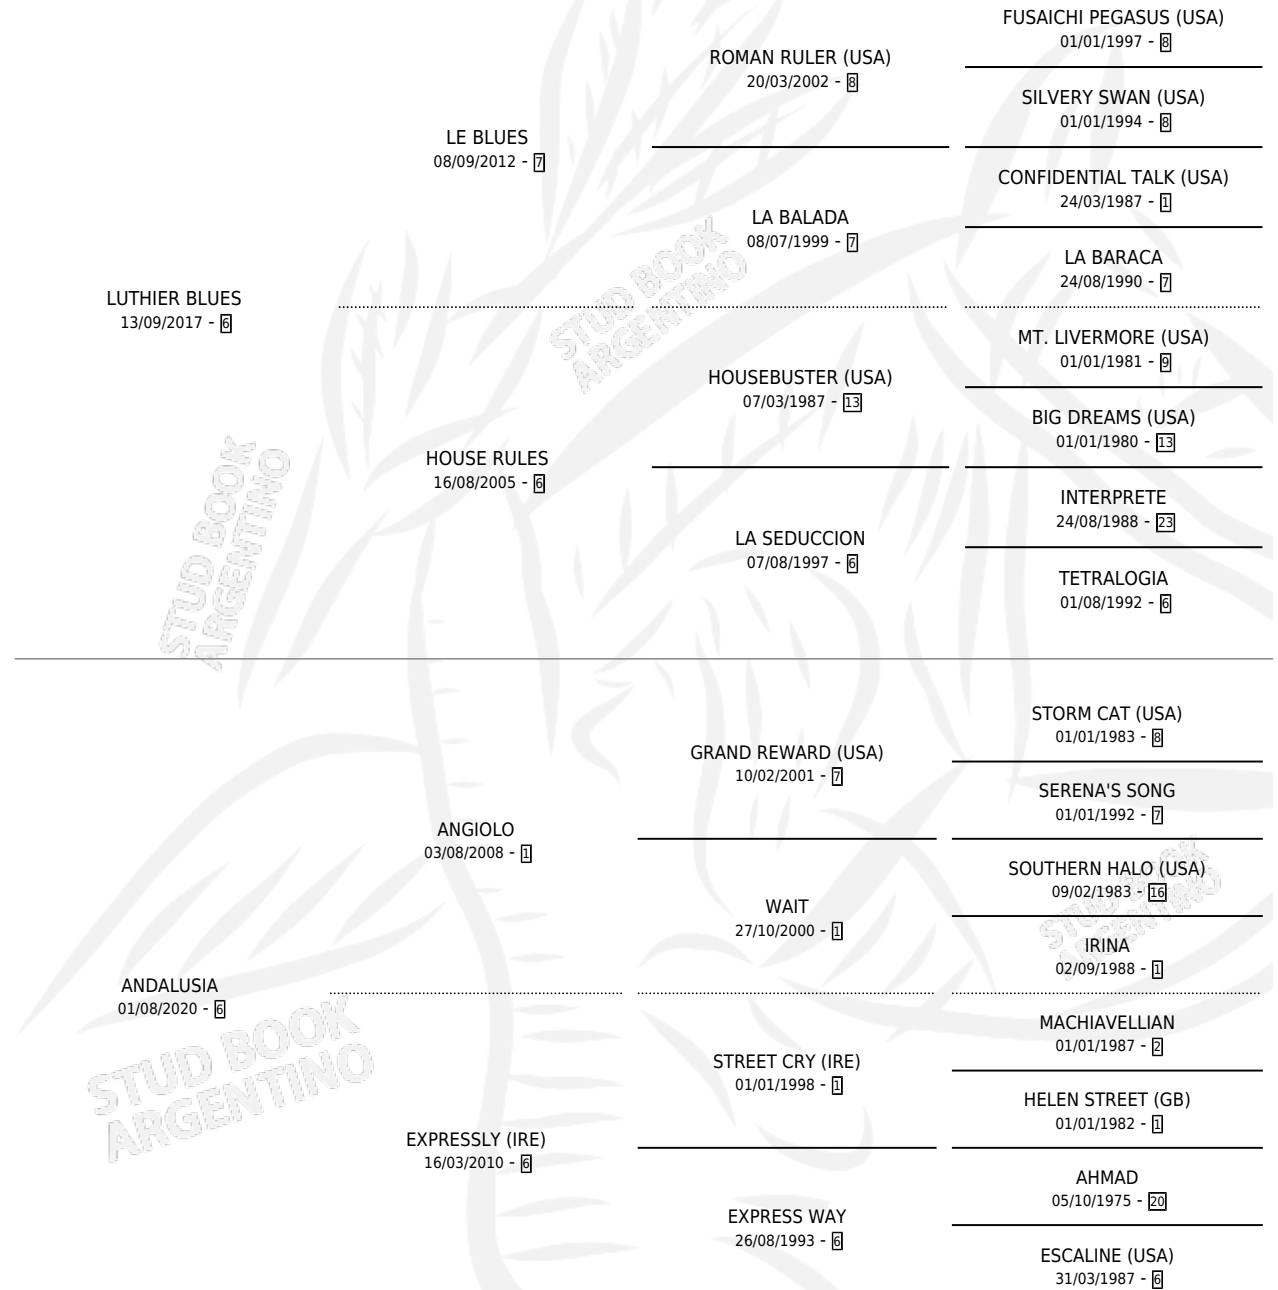 FUSAICHI PEGASUS (USA)
01/01/1997 - 8
ROMAN RULER (USA)
20/03/2002 - 8
SILVERY SWAN (USA)
01/01/1994 - 8
LE BLUES
08/09/2012 - 7
CONFIDENTIAL TALK (USA)
24/03/1987 - 1
LA BALADA
08/07/1999 - 7
LA BARACA
24/08/1990 - 7
LUTHIER BLUES
13/09/2017 - 6
MT. LIVERMORE (USA)
01/01/1981 - 9
HOUSEBUSTER (USA)
07/03/1987 - 13
BIG DREAMS (USA)
01/01/1980 - 13
HOUSE RULES
16/08/2005 - 6
INTERPRETE
24/08/1988 - 23
LA SEDUCCION
07/08/1997 - 6
TETRALOGIA
01/08/1992 - 6
STORM CAT (USA)
01/01/1983 - 8
GRAND REWARD (USA)
10/02/2001 - 7
SERENA'S SONG
01/01/1992 - 7
ANGIOLO
03/08/2008 - 1
SOUTHERN HALO (USA)
09/02/1983 - 16
WAIT
27/10/2000 - 1
IRINA
02/09/1988 - 1
ANDALUSIA
01/08/2020 - 6
MACHIAVELLIAN
01/01/1987 - 2
STREET CRY (IRE)
01/01/1998 - 1
HELEN STREET (GB)
01/01/1982 - 1
EXPRESSLY (IRE)
16/03/2010 - 6
AHMAD
05/10/1975 - 20
EXPRESS WAY
26/08/1993 - 6
ESCALINE (USA)
31/03/1987 - 6
STUD BOOK
ARGENTINO
STUD BOOK
ARGENTINO
STUD BOOK
ARGENTINO
STUD BOOK
ARGENTINO